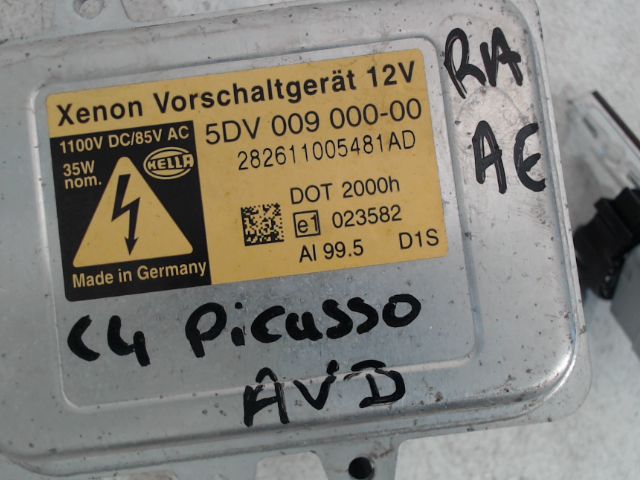 Xenon Vorschaltgerät 12V
1100V DC/85V AC
35W
nom.
HELLA
5DV 009 000-00
282611005481AD
DOT 2000h
e1 023582
Al 99.5 D1S
Made in Germany
AE
C4 Picasso
AVD